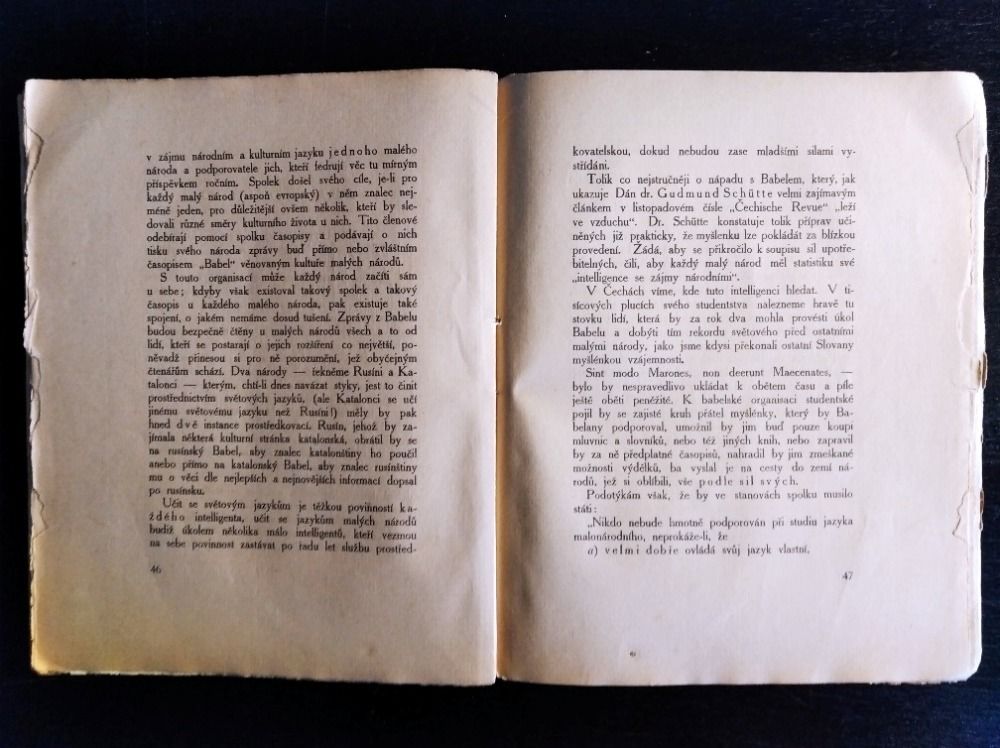 v zájmu národním a kulturním jazyku jednoho malého
národa a podporovatele jich, kteří fedrují věc tu mírným
příspěvkem ročním. Spolek došel svého cíle, je-li pro
každý malý národ (aspoň evropský) v něm znalec nej-
méně jeden, pro důležitější ovšem několik, kteří by sle-
dovali různé směry kulturního života u nich. Tito členové
odebírají pomocí spolku časopisy a podávají o nich
tisku svého národa zprávy buď přímo nebo zvláštním
časopisem „Babel“ věnovaným kultuře malých národů.
S touto organisací může každý národ začíti sám
u sebe; kdyby však existoval takový spolek a takový
časopis u každého malého národa, pak existuje také
spojení, o jakém nemáme dosud tušení. Zprávy z Babelu
budou bezpečně čtěny u malých národů všech a to od
lidí, kteří se postarají o jejich rozšíření co největší, po-
něvadž přinesou si pro ně porozumění, jež obyčejným
čtenářům schází. Dva národy — řekněme Rusíni a Ka-
talonci — kterým, chtí-li dnes navázat styky, jest to činit
prostřednictvím světových jazyků, (ale Katalonci se učí
jinému světovému jazyku než Rusíni!) měly by pak
hned dvě instance prostředkovací. Rusín, jehož by za-
jímala některá kulturní stránka katalonská, obrátil by se
na rusínský Babel, aby znalec katalonštiny ho poučil
anebo přímo na katalonský Babel, aby znalec rusínštiny
mu o věci dle nejlepších a nejnovějších informací dopsal
po rusínsku.
Učit se světovým jazykům je těžkou povinností ka-
ždého intelligenta, učit se jazykům malých národů
budiž úkolem několika málo intelligentů, kteří vezmou
na sebe povinnost zastávat po řadu let službu prostřed-
46
kovatelskou, dokud nebudou zase mladšími silami vy-
střídáni.
Tolik co nejstručněji o nápadu s Babelem, který, jak
ukazuje Dán dr. Gudmund Schütte velmi zajímavým
článkem v listopadovém čísle „Čechische Revue“ „leží
ve vzduchu“. Dr. Schütte konstatuje tolik příprav uči-
něných již prakticky, že myšlenku lze pokládát za blízkou
provedení. Žádá, aby se přikročilo k soupisu sil upotře-
bitelných, čili, aby každý malý národ měl statistiku své
„intelligence se zájmy národními“.
V Čechách víme, kde tuto intelligenci hledat. V ti-
sícových plucích svého studentstva nalezneme hravě tu
stovku lidí, která by za rok dva mohla provésti úkol
Babelu a dobýti tím rekordu světového před ostatními
malými národy, jako jsme kdysi překonali ostatní Slovany
myšlénkou vzájemnosti.
Sint modo Marones, non deerunt Maecenates, —
bylo by nespravedlivo ukládat k obětem času a píle
ještě oběti peněžité. K babelské organisaci studentské
pojil by se zajisté kruh přátel myšlénky, který by Ba-
belany podporoval, umožnil by jim buď pouze koupi
mluvnic a slovníků, nebo též jiných knih, nebo zapravil
by za ně předplatné časopisů, nahradil by jim zmeškané
možnosti výdělků, ba vyslal je na cesty do zemí ná-
rodů, jež si oblíbili, vše podle sil svých.
Podotýkám však, že by ve stanovách spolku musilo
státi:
„Nikdo nebude hmotně podporován při studiu jazyka
malonárodního, neprokáže-li, že
a) velmi dobře ovládá svůj jazyk vlastní,
47